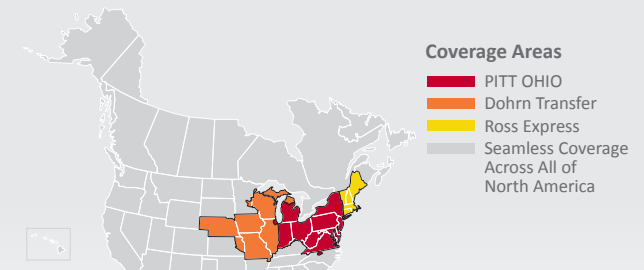 Coverage Areas
PITT OHIO
Dohrn Transfer
Ross Express
Seamless Coverage
Across All of
North America